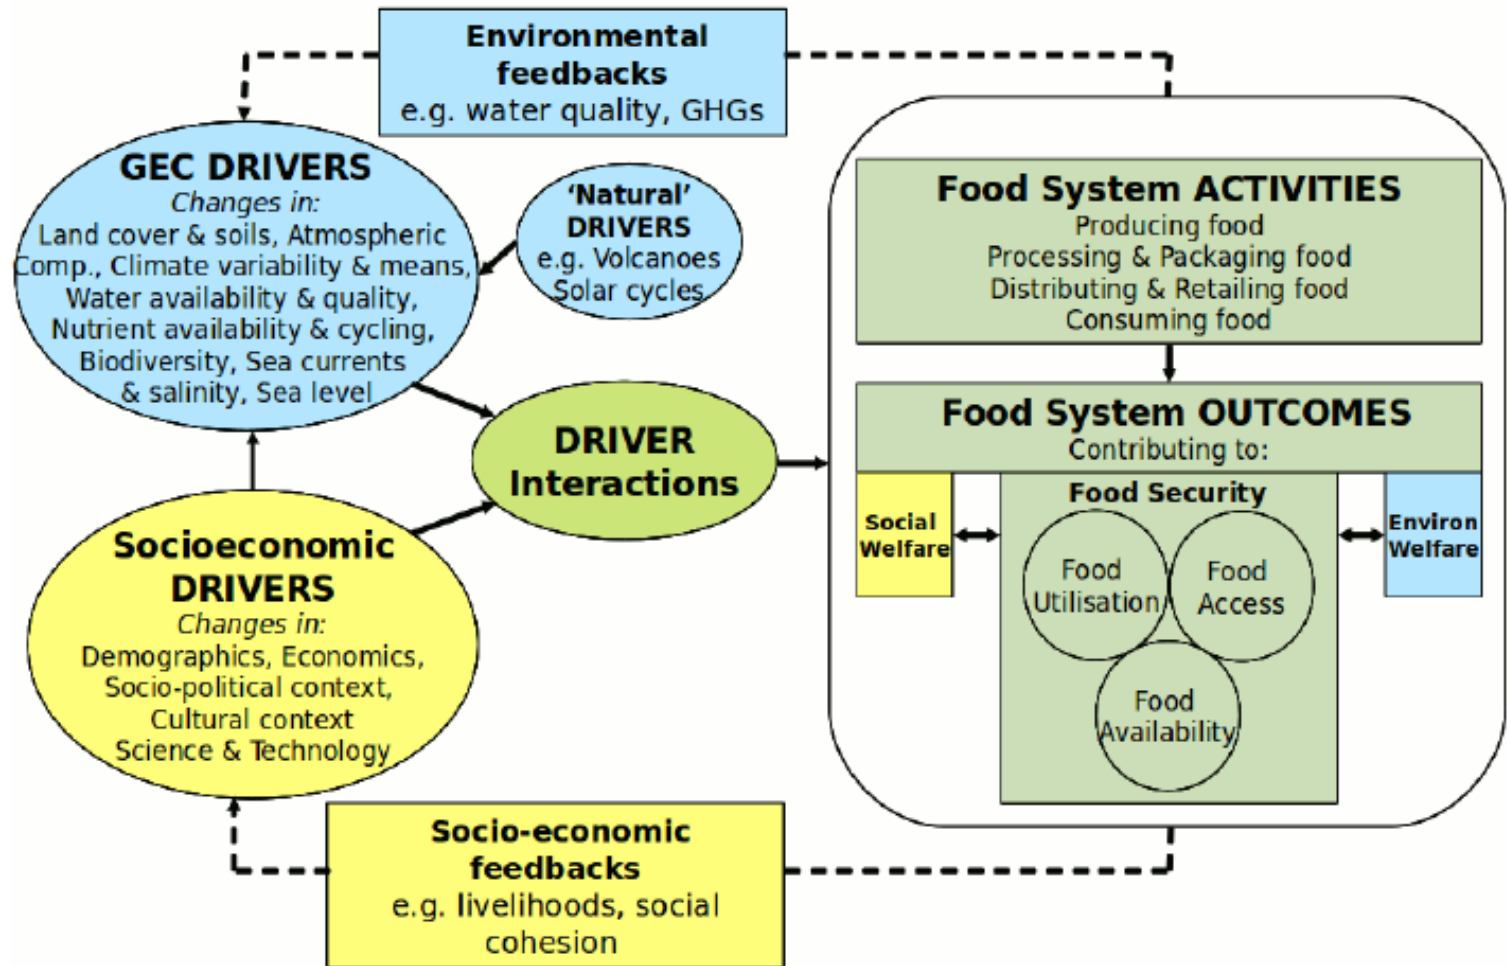 Environmental
feedbacks
e.g. water quality, GHGs
GEC DRIVERS
Changes in:
Land cover & soils, Atmospheric
Comp., Climate variability & means,
Water availability & quality,
Nutrient availability & cycling,
Biodiversity, Sea currents
& salinity, Sea level
‘Natural’
DRIVERS
e.g. Volcanoes
Solar cycles
DRIVER
Interactions
Socioeconomic
DRIVERS
Changes in:
Demographics, Economics,
Socio-political context,
Cultural context
Science & Technology
Socio-economic
feedbacks
e.g. livelihoods, social
cohesion
Food System ACTIVITIES
Producing food
Processing & Packaging food
Distributing & Retailing food
Consuming food
Food System OUTCOMES
Contributing to:
Social
Welfare
Food Security
Food
Utilisation
Food
Access
Food
Availability
Environ
Welfare